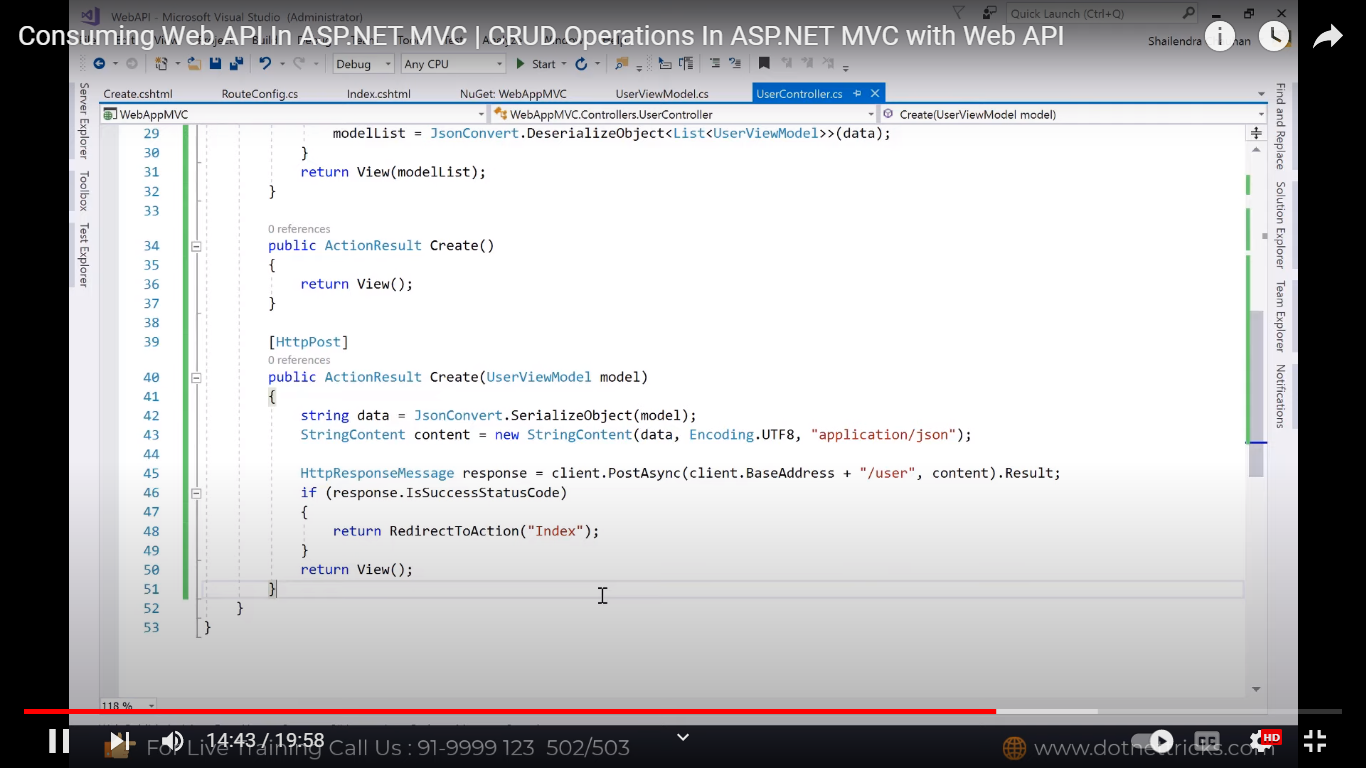 WebAPI - Microsoft Visual Studio (Administrator)
Quick Launch (Ctrl+Q)
Consuming Web API In ASP.NET MVC | CRUD Operations In ASP.NET MVC with Web API
Shailendra
Debug
Any CPU
Start
Create.cshtml
RouteConfig.cs
Index.cshtml
NuGet: WebAppMVC
UserViewModel.cs
UserController.cs
WebAppMVC
WebAppMVC.Controllers.UserController
Create(UserViewModel model)
Server Explorer
Toolbox
Test Explorer
29 modelList = JsonConvert.DeserializeObject<List<UserViewModel>>(data);
30 }
31 return View(modelList);
32 }
33
0 references
34 public ActionResult Create()
35 {
36 return View();
37 }
38
39 [HttpPost]
0 references
40 public ActionResult Create(UserViewModel model)
41 {
42 string data = JsonConvert.SerializeObject(model);
43 StringContent content = new StringContent(data, Encoding.UTF8, "application/json");
44
45 HttpResponseMessage response = client.PostAsync(client.BaseAddress + "/user", content).Result;
46 if (response.IsSuccessStatusCode)
47 {
48 return RedirectToAction("Index");
49 }
50 return View();
51 }
52 }
53 }
Find and Replace
Solution Explorer
Team Explorer
Notifications
118 %
14:43 / 19:58
For Live Training Call Us : 91-9999 123 502/503
CC
HD
www.dotnettricks.com